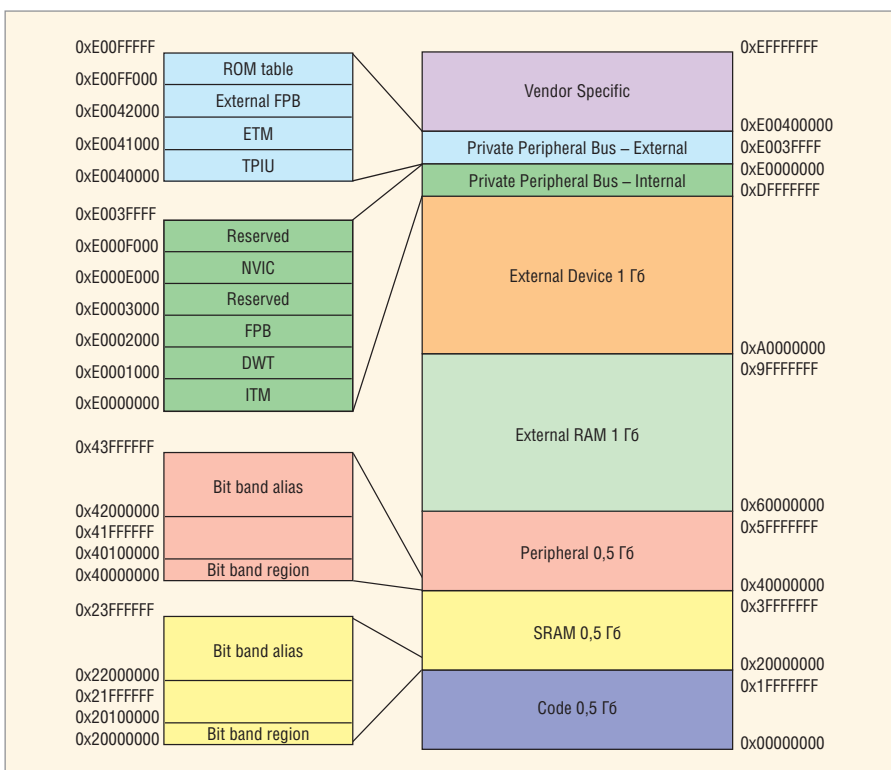 0xE00FFFFF
ROM table
0xE00FF000
External FPB
0xE0042000
ETM
0xE0041000
TPIU
0xE0040000
0xE003FFFF
Reserved
0xE000F000
NVIC
0xE000E000
Reserved
0xE0003000
FPB
0xE0002000
DWT
0xE0001000
ITM
0xE0000000
0x43FFFFFF
Bit band alias
0x42000000
0x41FFFFFF
0x40100000
Bit band region
0x40000000
0x23FFFFFF
Bit band alias
0x22000000
0x21FFFFFF
0x20100000
Bit band region
0x20000000
0xEFFFFFFF
Vendor Specific
0xE00400000
Private Peripheral Bus – External
0xE003FFFF
0xE0000000
Private Peripheral Bus – Internal
0xDFFFFFFF
External Device 1 Гб
0xA0000000
0x9FFFFFFF
External RAM 1 Гб
0x60000000
0x5FFFFFFF
Peripheral 0,5 Гб
0x40000000
0x3FFFFFFF
SRAM 0,5 Гб
0x20000000
0x1FFFFFFF
Code 0,5 Гб
0x00000000